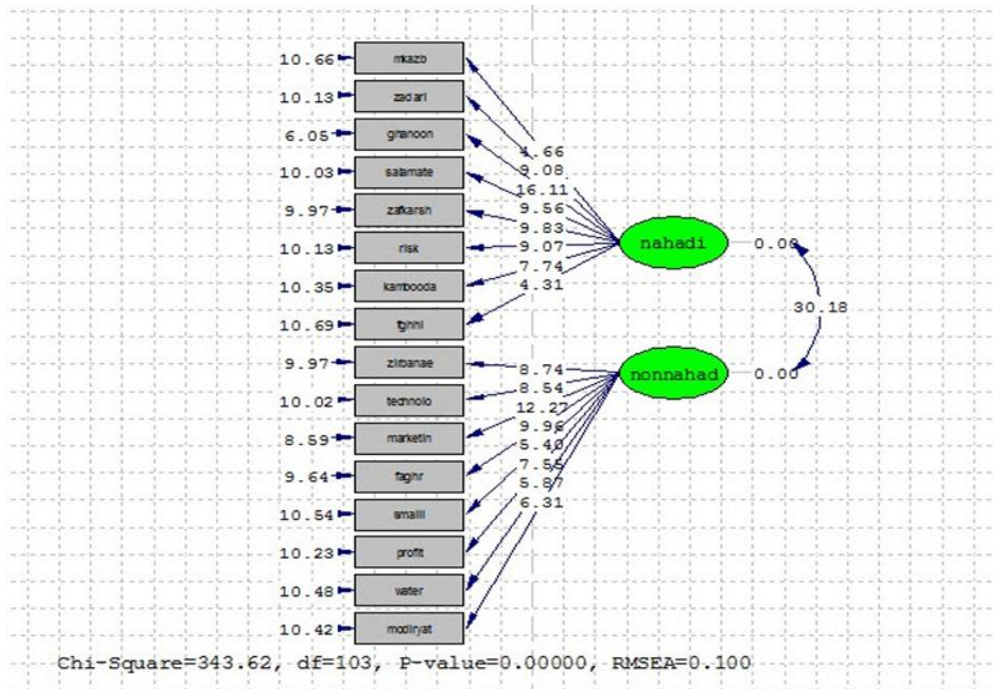 10.66 mkazb
10.13 zadari
6.05 ghanoon
10.03 salamate
9.97 zafkarsh
10.13 risk
10.35 kambooda
10.69 fghhi
9.97 zirbanae
10.02 technolo
8.59 marketin
9.64 faghr
10.54 smalll
10.23 profit
10.48 water
10.42 modiryat
4.66
9.08
16.11
9.56
9.83
9.07
7.74
4.31
8.74
8.54
12.27
9.96
5.40
7.55
5.87
6.31
nahadi 0.00
30.18
nonnahad 0.00
Chi-Square=343.62, df=103, P-value=0.00000, RMSEA=0.100